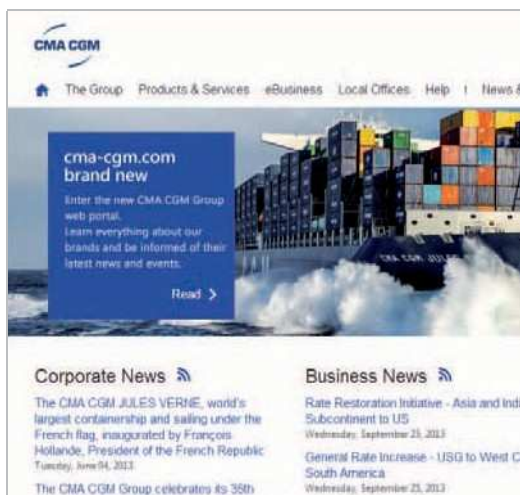 CMA CGM
The Group Products & Services eBusiness Local Offices Help News &
cma-cgm.com
brand new
Enter the new CMA CGM Group
web portal.
Learn everything about our
brands and be informed of their
latest news and events.
Read >
CMA CGM JULES
Corporate News
The CMA CGM JULES VERNE, world's
largest containership and sailing under the
French flag, inaugurated by François
Hollande, President of the French Republic
Tuesday, June 04, 2013
The CMA CGM Group celebrates its 35th
Business News
Rate Restoration Initiative - Asia and Indi
Subcontinent to US
Wednesday, September 25, 2013
General Rate Increase - USG to West C
South America
Wednesday, September 25, 2013